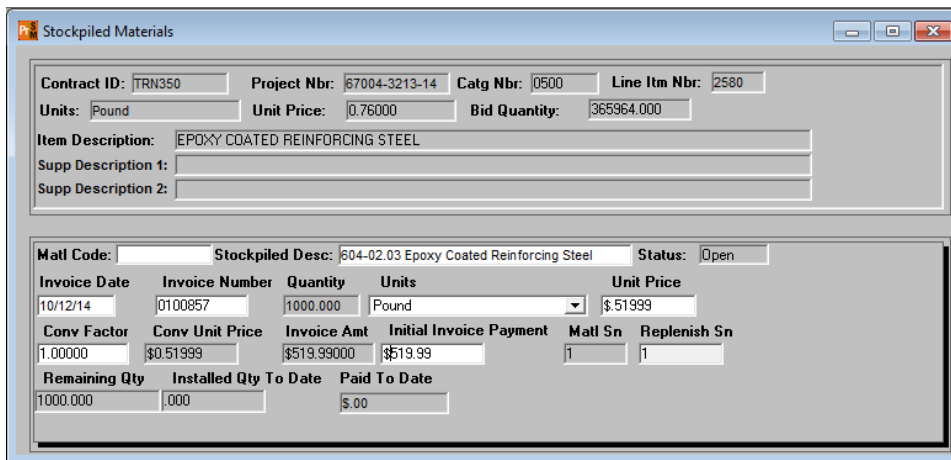 Stockpiled Materials
Contract ID: TRN350 Project Nbr: 67004-3213-14 Catg Nbr: 0500 Line Itm Nbr: 2580
Units: Pound Unit Price: 0.76000 Bid Quantity: 365964.000
Item Description: EPOXY COATED REINFORCING STEEL
Supp Description 1:
Supp Description 2:
Matl Code: Stockpiled Desc: 604-02.03 Epoxy Coated Reinforcing Steel Status: Open
Invoice Date Invoice Number Quantity Units Unit Price
10/12/14 0100857 1000.000 Pound $.51999
Conv Factor Conv Unit Price Invoice Amt Initial Invoice Payment Matl Sn Replenish Sn
1.00000 $0.51999 $519.99000 $519.99 1 1
Remaining Qty Installed Qty To Date Paid To Date
1000.000 .000 $.00